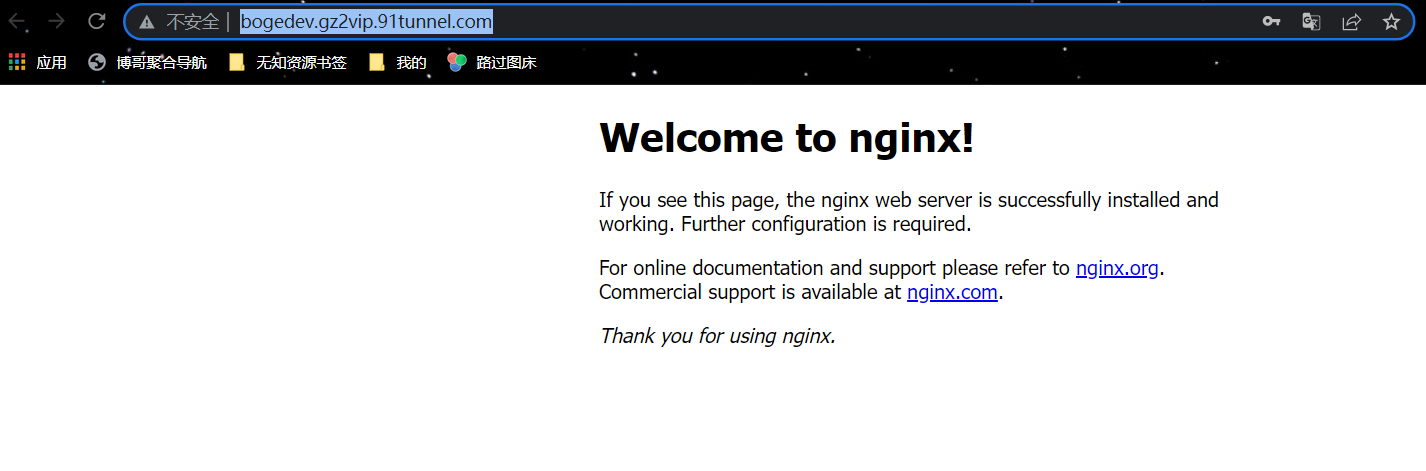 不安全 | bogedev.gz2vip.91tunnel.com
应用 博哥聚合导航 无知资源书签 我的 路过图床
Welcome to nginx!
If you see this page, the nginx web server is successfully installed and
working. Further configuration is required.
For online documentation and support please refer to nginx.org.
Commercial support is available at nginx.com.
Thank you for using nginx.